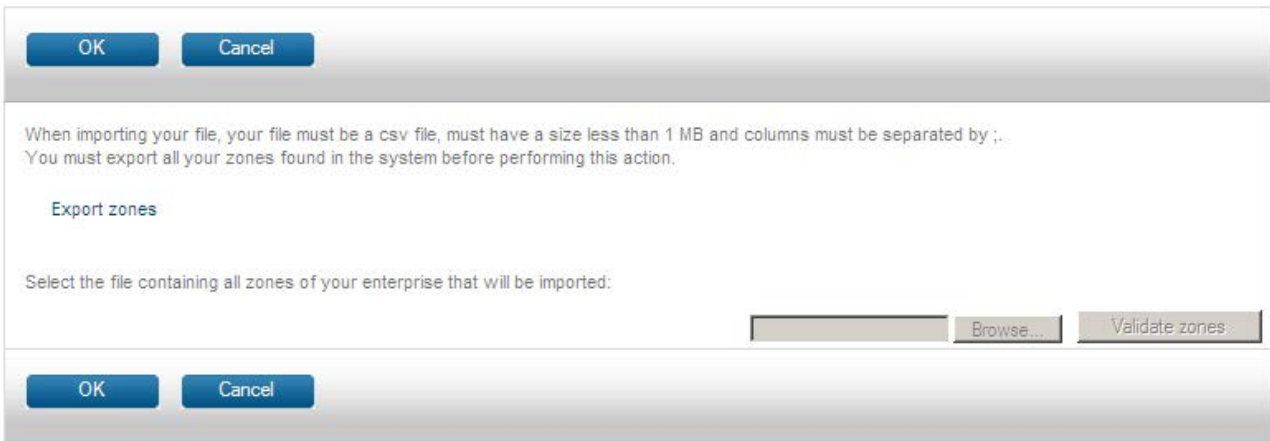 OK Cancel
When importing your file, your file must be a csv file, must have a size less than 1 MB and columns must be separated by ;.
You must export all your zones found in the system before performing this action.
Export zones
Select the file containing all zones of your enterprise that will be imported:
Browse... Validate zones
OK Cancel